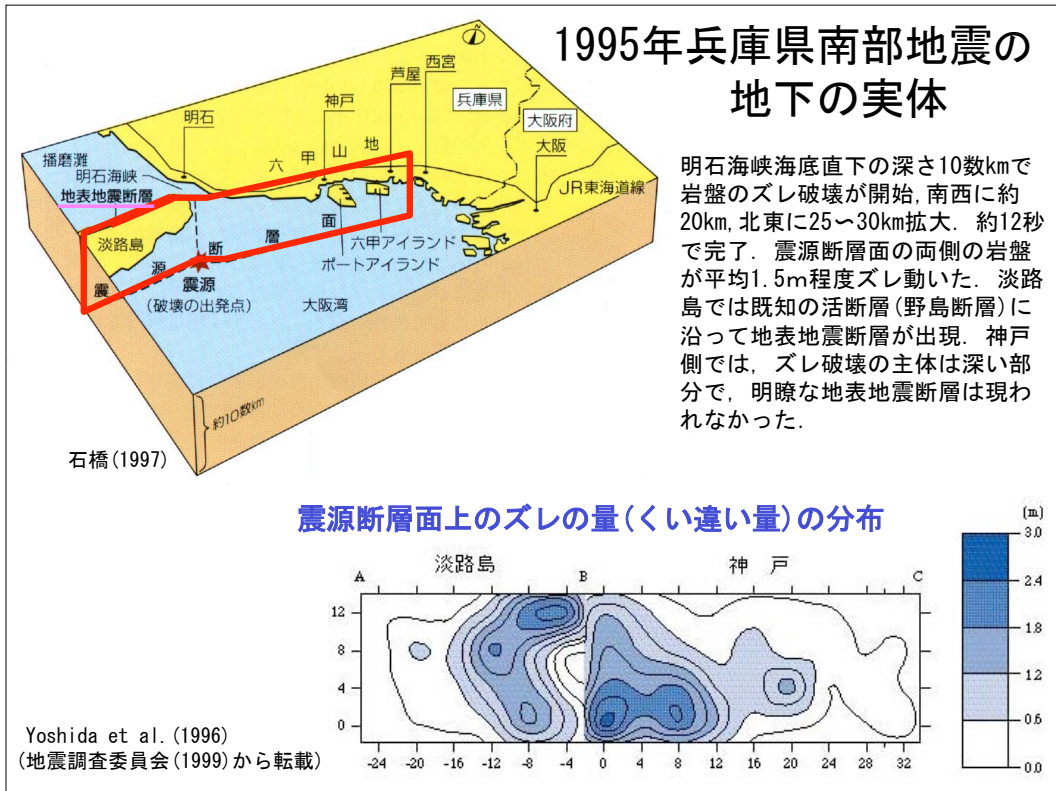 1995年兵庫県南部地震の
地下の実体
明石海峡海底直下の深さ10数kmで
岩盤のズレ破壊が開始,南西に約
20km,北東に25～30km拡大. 約12秒
で完了. 震源断層面の両側の岩盤
が平均1.5m程度ズレ動いた. 淡路
島では既知の活断層(野島断層)に
沿って地表地震断層が出現. 神戸
側では, ズレ破壊の主体は深い部
分で, 明瞭な地表地震断層は現わ
れなかった.
西宮
芦屋
神戸
明石
兵庫県
大阪府
大阪
六甲山地
播磨灘
明石海峡
地表地震断層
JR東海道線
淡路島
六甲アイランド
ポートアイランド
震源断層面
震源
(破壊の出発点)
大阪湾
約10数km
石橋(1997)
震源断層面上のズレの量(くい違い量)の分布
淡路島
神 戸
A
B
C
12
8
4
0
-24 -20 -16 -12 -8 -4 0 4 8 12 16 20 24 28 32
(m)
3.0
2.4
1.8
1.2
0.6
0.0
Yoshida et al.(1996)
(地震調査委員会(1999)から転載)